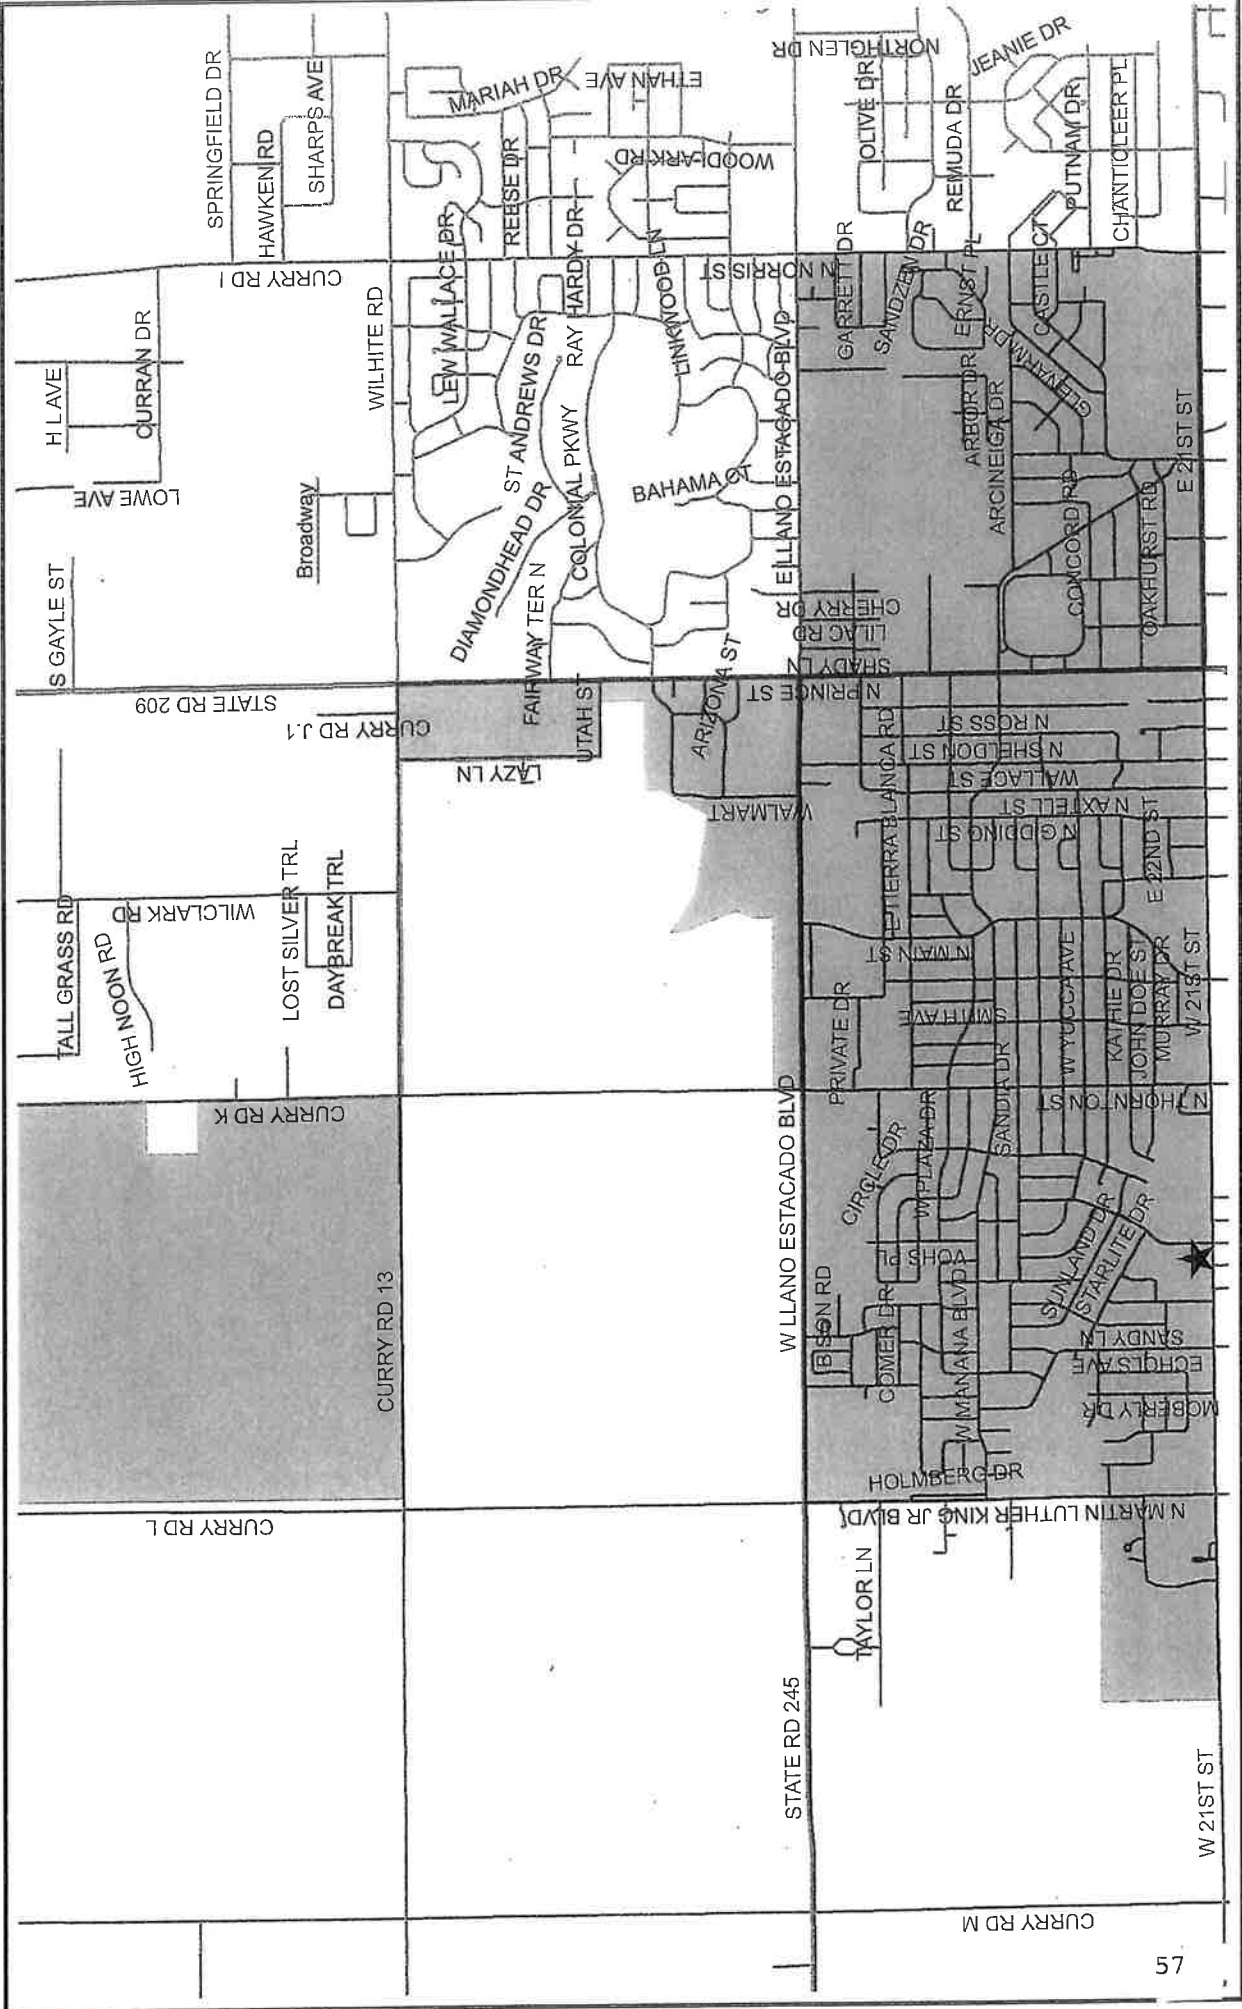 SPRINGFIELD DR
HAWKEN RD
SHARPS AVE
MARIAH DR
ETHAN AVE
NORTHGLEN DR
JEANIE DR
OLIVE DR
REMUDA DR
PUTNAM DR
CHANTICLEER PL
WOODLARK RD
REESE DR
CURRY RD I
LEW WALLACE DR
RAY HARDY DR
LINKWOOD LN
N NORRIS ST
GARRETT DR
SANDZEN DR
ERNST PL
CASTLE CT
H L AVE
CURRAN DR
WILHITE RD
LOWE AVE
Broadway
ST ANDREWS DR
DIAMONDHEAD DR
COLONIAL PKWY
BAHAMA CT
E LLANO ESTACADO BLVD
ARBOR DR
GLENARM DR
ARCINEIGA DR
CONCORD RD
OAKHURST RD
E 21ST ST
S GAYLE ST
FAIRWAY TER N
CHERRY DR
LILAC RD
SHADY LN
STATE RD 209
CURRY RD J.1
UTAH ST
ARIZONA ST
N PRINCE ST
LAZY LN
WALMART
N ROSS ST
N SHELDON ST
WALLACE ST
N AXTELL ST
N GIDDING ST
E TIERRA BLANCA RD
E 22ND ST
TALL GRASS RD
HIGH NOON RD
WILCLARK RD
LOST SILVER TRL
DAYBREAK TRL
N MAIN ST
PRIVATE DR
SMITH AVE
SANDIA DR
W YUCCA AVE
KATHIE DR
JOHN DOE ST
MURRAY DR
W 21ST ST
CURRY RD K
W LLANO ESTACADO BLVD
N THORNTON ST
CIRCLE DR
W PLAZA DR
VOHS PL
SUNLAND DR
STARLITE DR
CURRY RD 13
BISON RD
COMER DR
W MANANA BLVD
SANDY LN
ECHOLS AVE
MOBERLY DR
HOLMBERG DR
CURRY RD L
N MARTIN LUTHER KING JR BLVD
TAYLOR LN
STATE RD 245
W 21ST ST
CURRY RD M
57